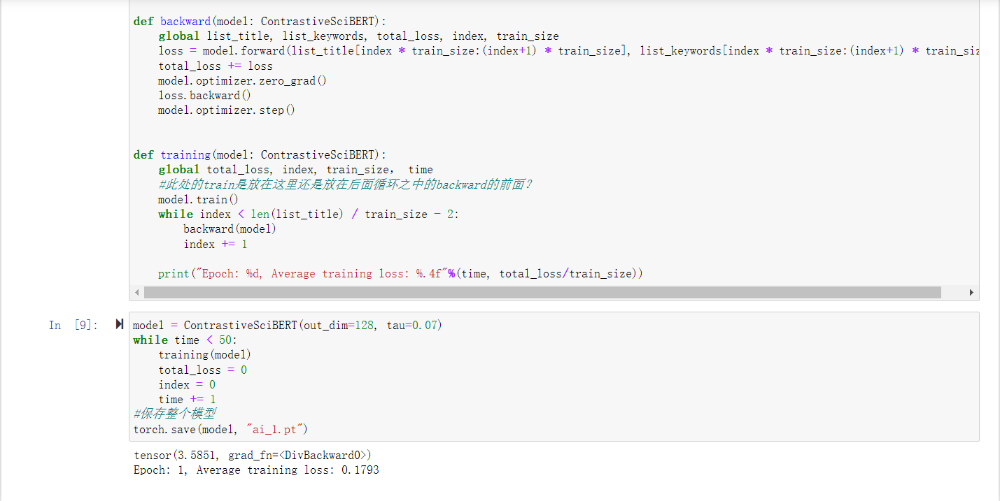 def backward(model: ContrastiveSciBERT):
    global list_title, list_keywords, total_loss, index, train_size
    loss = model.forward(list_title[index * train_size:(index+1) * train_size], list_keywords[index * train_size:(index+1) * train_siz
    total_loss += loss
    model.optimizer.zero_grad()
    loss.backward()
    model.optimizer.step()
def training(model: ContrastiveSciBERT):
    global total_loss, index, train_size, time
    #此处的train是放在这里还是放在后面循环之中的backward的前面?
    model.train()
    while index < len(list_title) / train_size - 2:
        backward(model)
        index += 1
    print("Epoch: %d, Average training loss: %.4f"%(time, total_loss/train_size))
In [9]:
model = ContrastiveSciBERT(out_dim=128, tau=0.07)
while time < 50:
    training(model)
    total_loss = 0
    index = 0
    time += 1
#保存整个模型
torch.save(model, "ai_1.pt")
tensor(3.5851, grad_fn=<DivBackward0>)
Epoch: 1, Average training loss: 0.1793